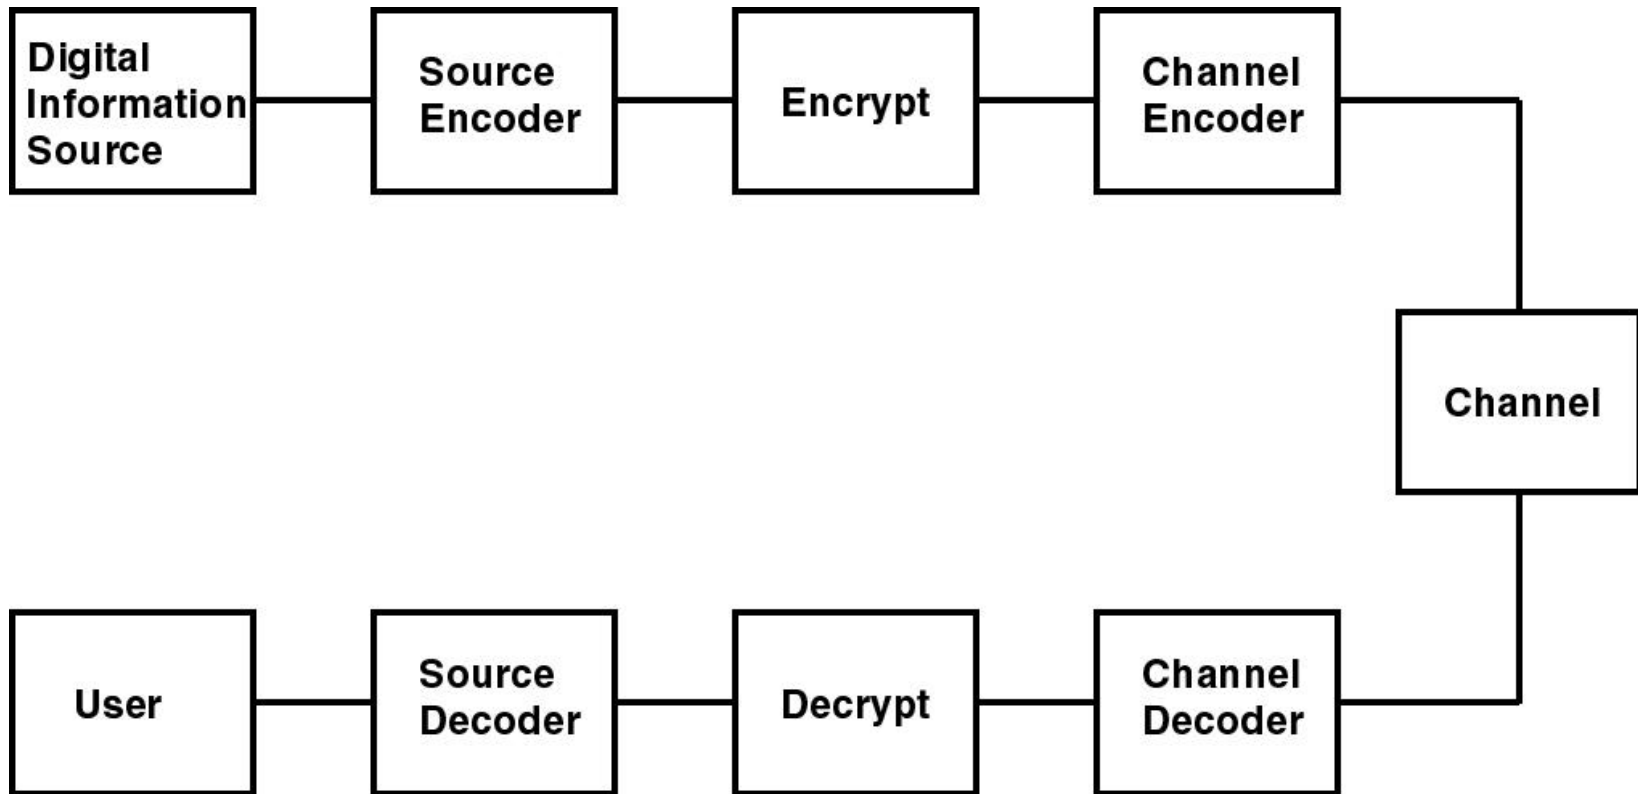 Digital
Information
Source
Source
Encoder
Encrypt
Channel
Encoder
Channel
User
Source
Decoder
Decrypt
Channel
Decoder